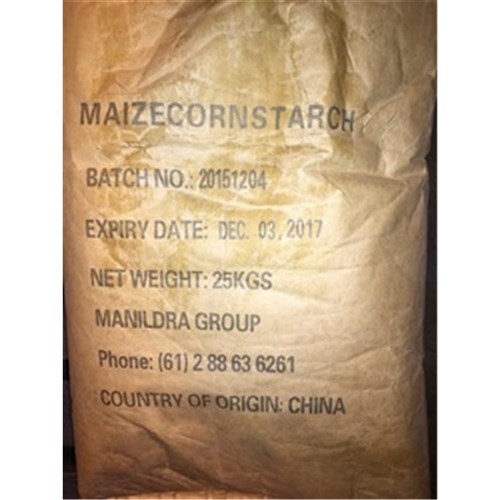 MAIZECORNSTARCH
BATCH NO.: 20151204
EXPIRY DATE: DEC. 03, 2017
NET WEIGHT: 25KGS
MANILDRA GROUP
Phone: (61) 2 88 63 6261
COUNTRY OF ORIGIN: CHINA